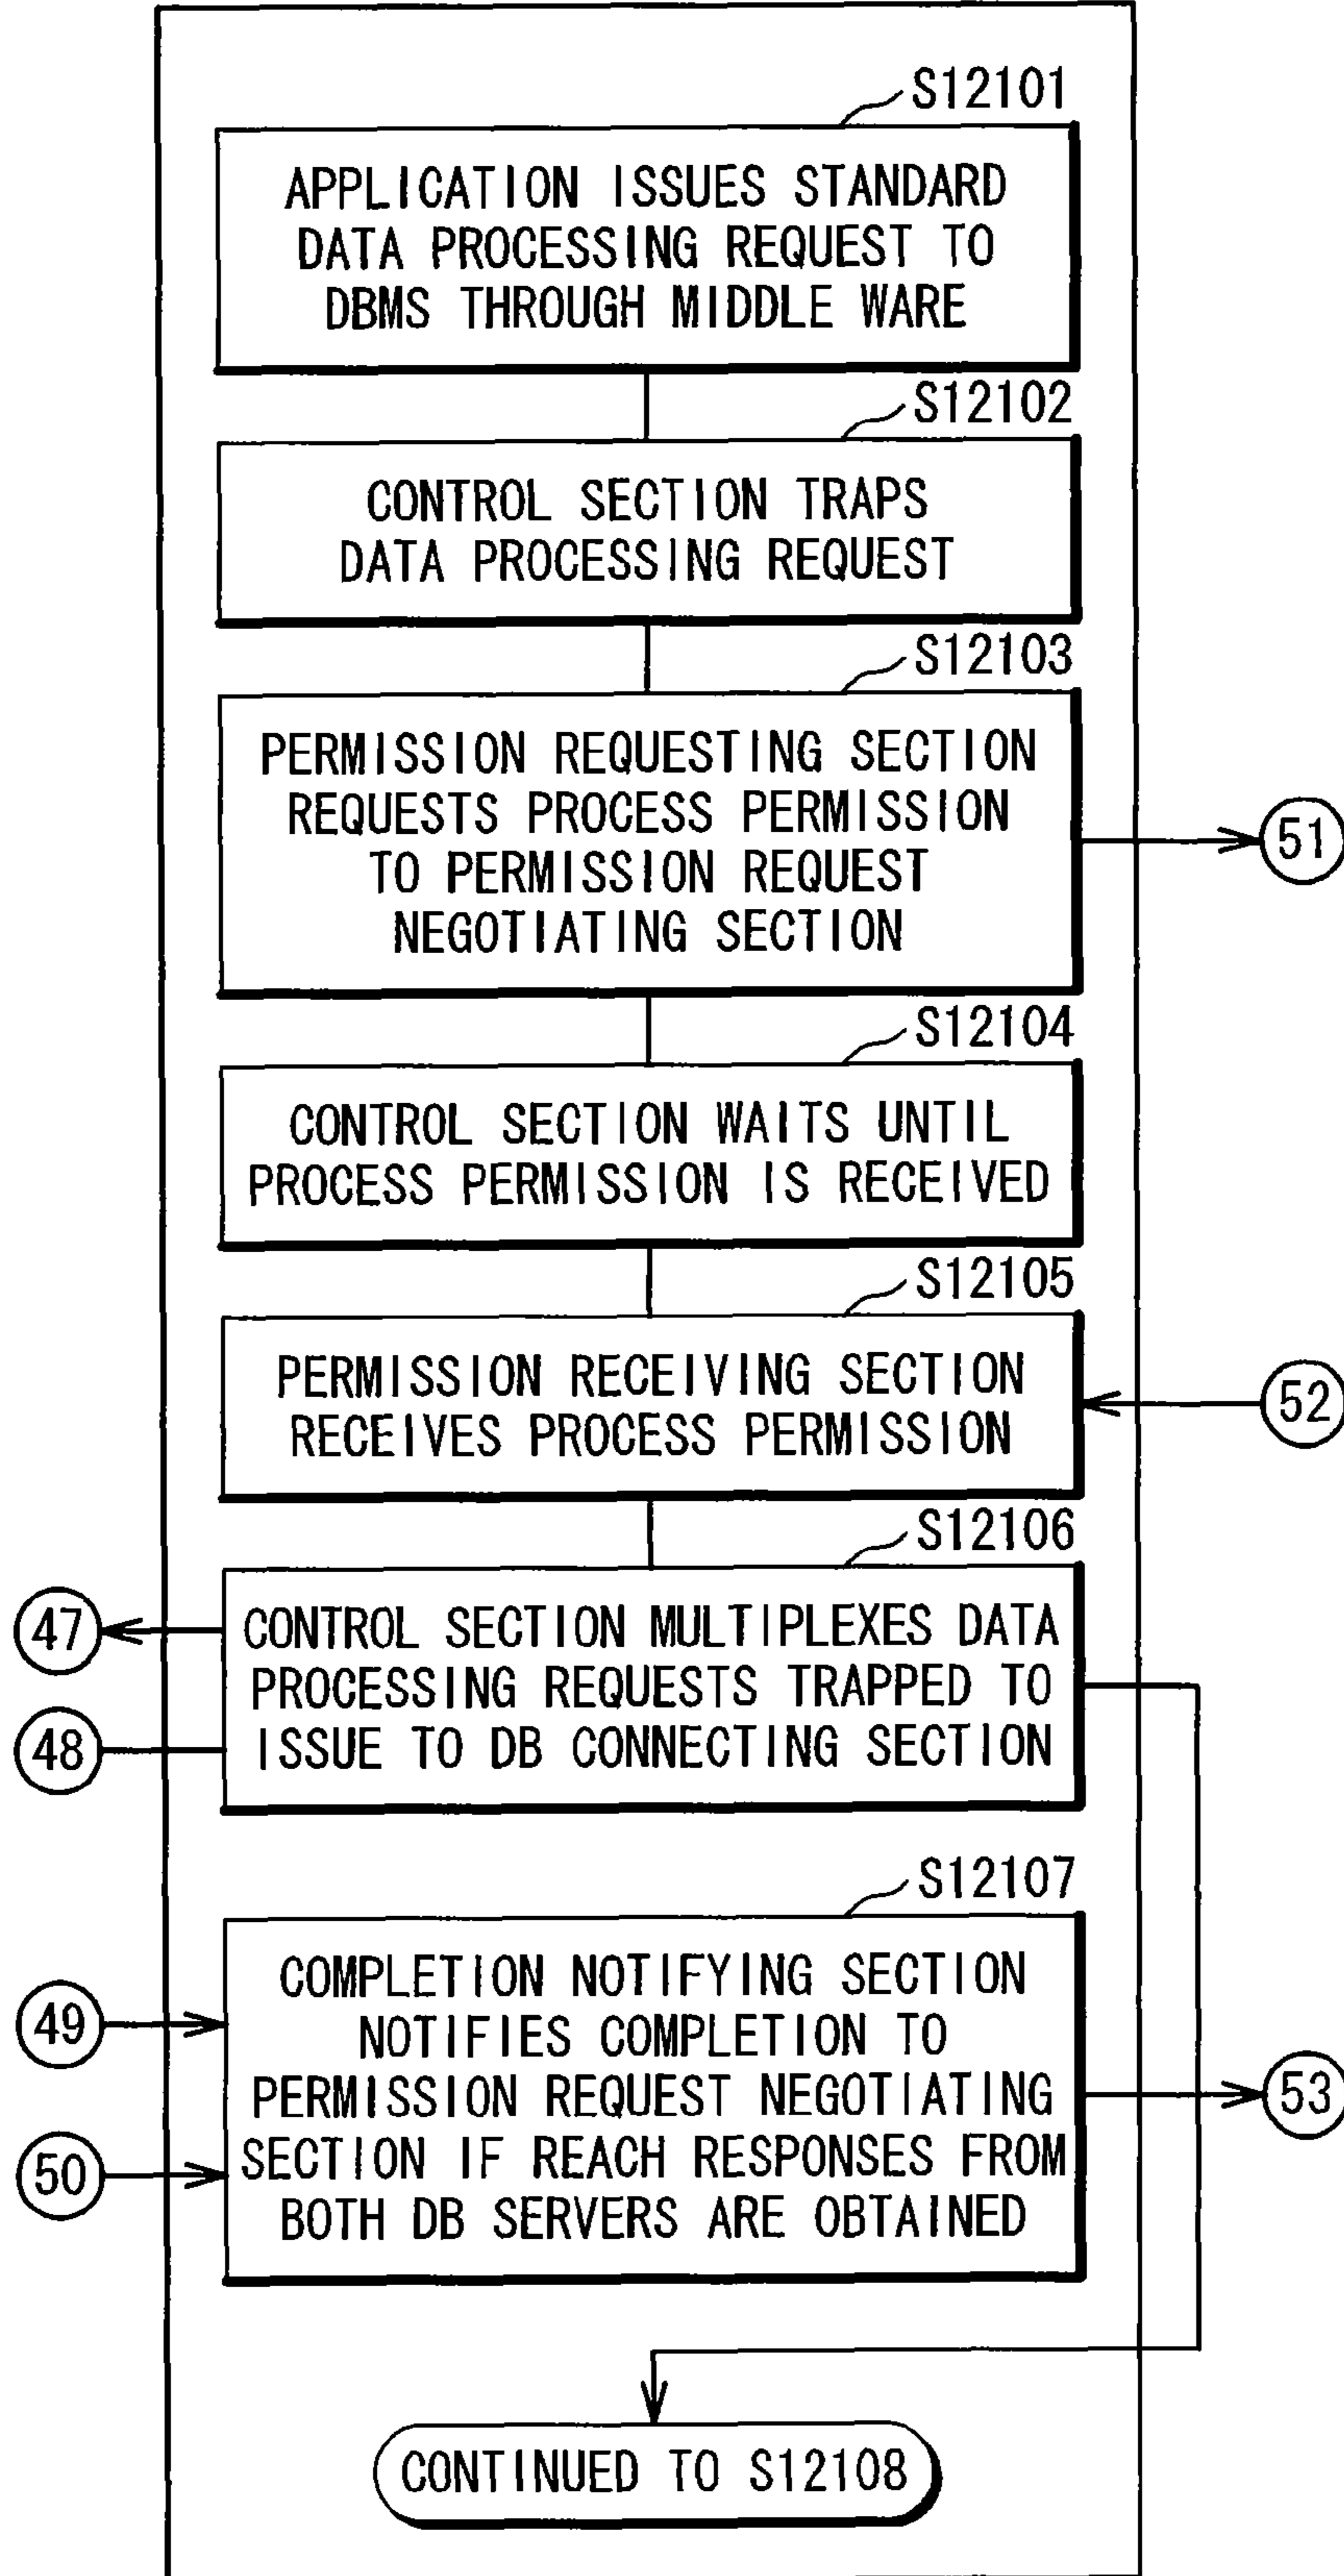 S12101
APPLICATION ISSUES STANDARD
DATA PROCESSING REQUEST TO
DBMS THROUGH MIDDLE WARE
S12102
CONTROL SECTION TRAPS
DATA PROCESSING REQUEST
S12103
PERMISSION REQUESTING SECTION
REQUESTS PROCESS PERMISSION
TO PERMISSION REQUEST
NEGOTIATING SECTION
51
S12104
CONTROL SECTION WAITS UNTIL
PROCESS PERMISSION IS RECEIVED
S12105
PERMISSION RECEIVING SECTION
RECEIVES PROCESS PERMISSION
52
S12106
47
CONTROL SECTION MULTIPLEXES DATA
PROCESSING REQUESTS TRAPPED TO
ISSUE TO DB CONNECTING SECTION
48
S12107
COMPLETION NOTIFYING SECTION
NOTIFIES COMPLETION TO
PERMISSION REQUEST NEGOTIATING
SECTION IF REACH RESPONSES FROM
BOTH DB SERVERS ARE OBTAINED
49
50
53
CONTINUED TO S12108